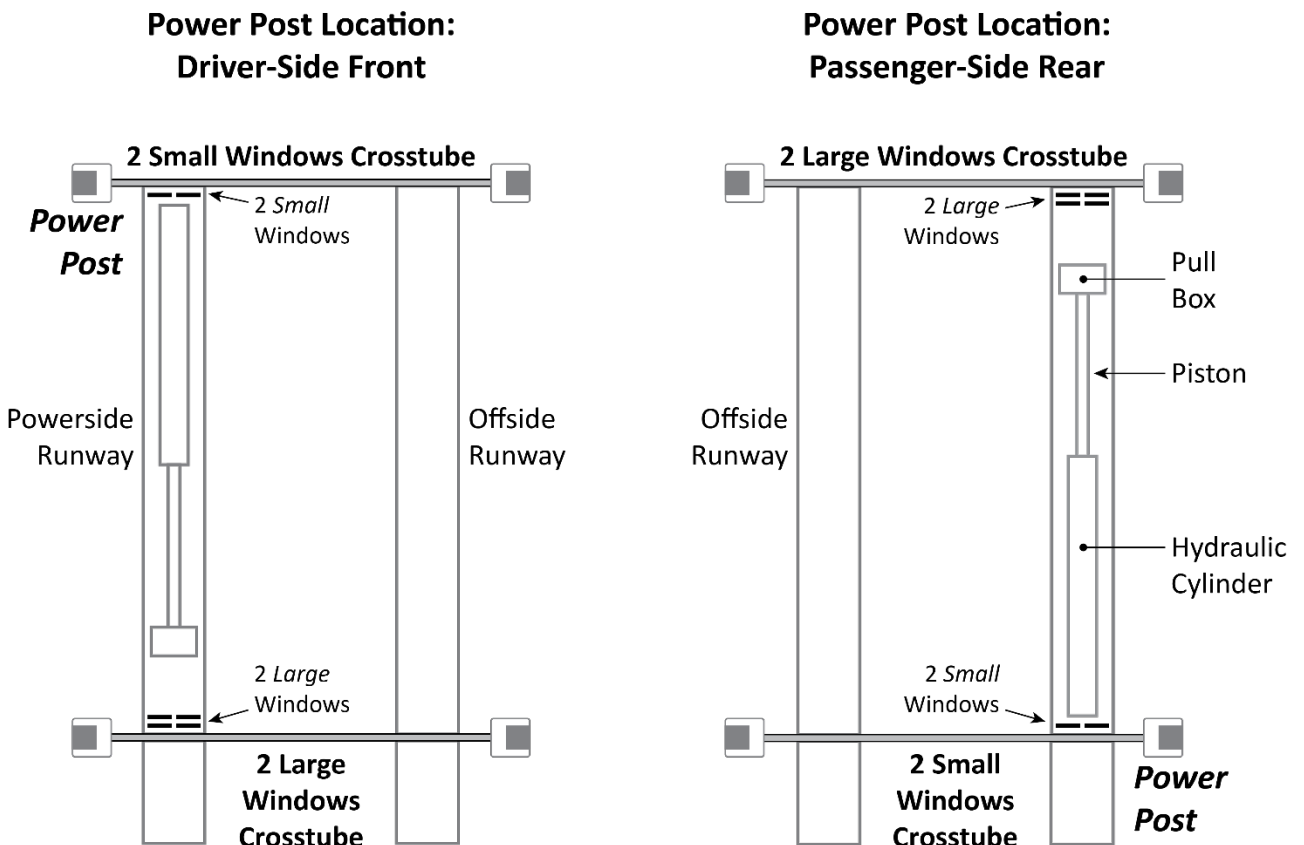 Power Post Location:
Driver-Side Front
2 Small Windows Crosstube
2 Small
Windows
Power
Post
Powerside
Runway
Offside
Runway
2 Large
Windows
2 Large
Windows
Crosstube
Power Post Location:
Passenger-Side Rear
2 Large Windows Crosstube
2 Large
Windows
Pull
Box
Piston
Offside
Runway
Hydraulic
Cylinder
2 Small
Windows
2 Small
Windows
Crosstube
Power
Post